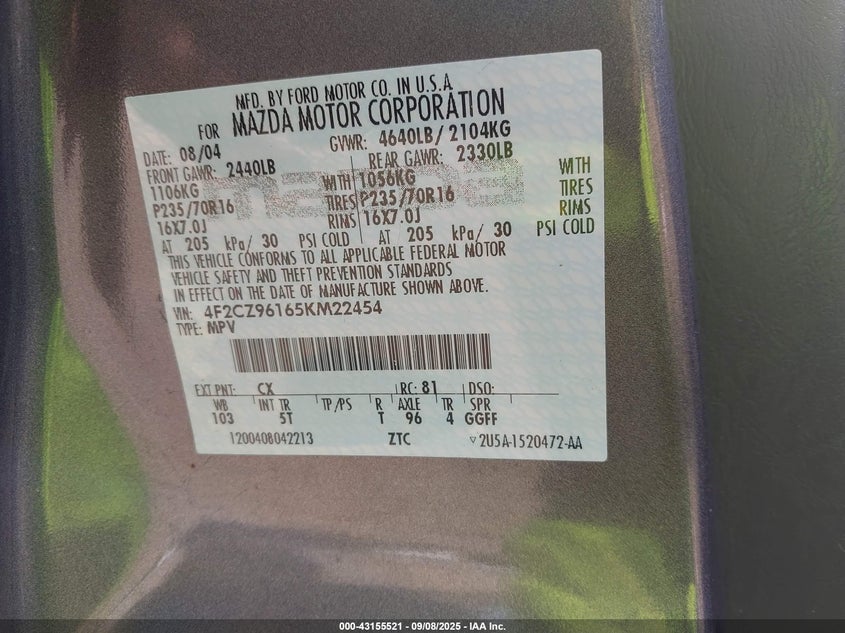 MFD. BY FORD MOTOR CO. IN U.S.A
FOR MAZDA MOTOR CORPORATION
DATE: 08/04 GVWR: 4640LB/ 2104KG
FRONT GAWR: 2440LB REAR GAWR: 2330LB
1106KG WITH 1056KG WITH
P235/70R16 TIRES P235/70R16 TIRES
16X7.0J RIMS 16X7.0J RIMS
AT 205 kPa/ 30 PSI COLD AT 205 kPa/ 30 PSI COLD
THIS VEHICLE CONFORMS TO ALL APPLICABLE FEDERAL MOTOR
VEHICLE SAFETY AND THEFT PREVENTION STANDARDS
IN EFFECT ON THE DATE OF MANUFACTURE SHOWN ABOVE.
VIN: 4F2CZ96165KM22454
TYPE: MPV
EXT PNT: CX RC: 81 DSO:
WB INT TR TP/PS R AXLE TR SPR
103 5T T 96 4 GGFF
1200408042213 ZTC 2U5A-1520472-AA
mazda
000-43155521 | 09/08/2025 | IAA Inc.